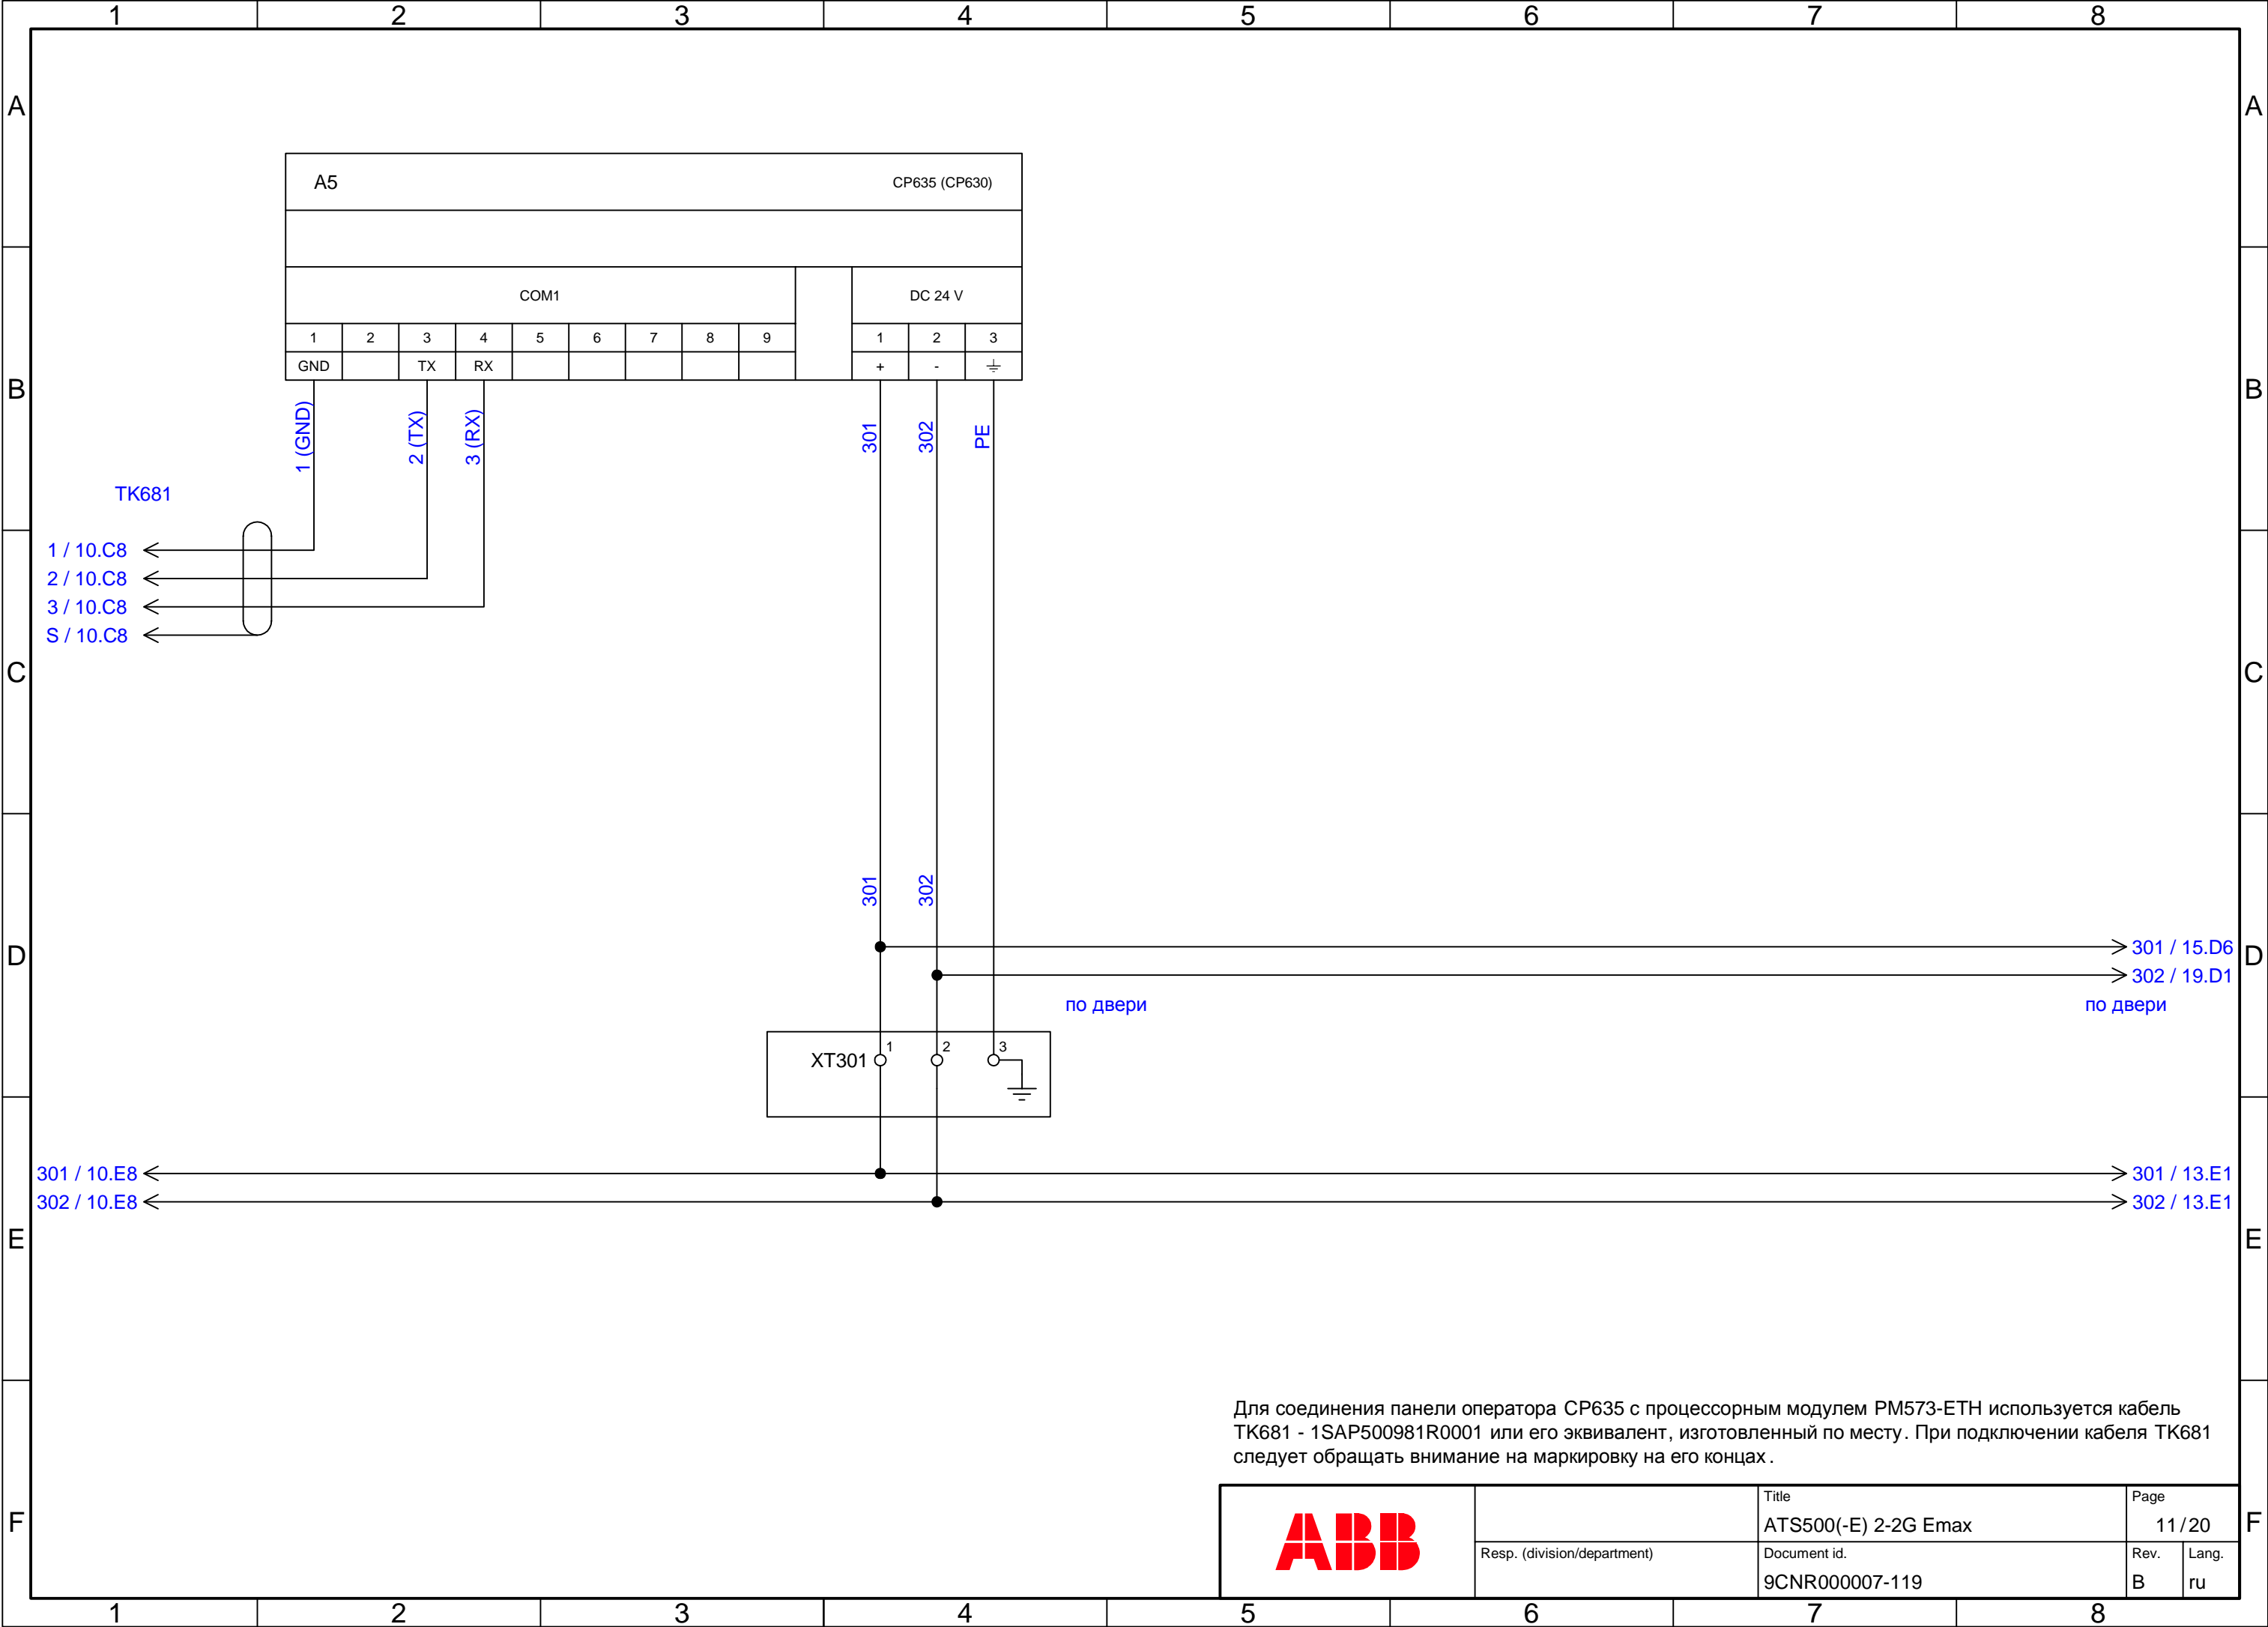 1 2 3 4 5 6 7 8
A A
A5 CP635 (CP630)
COM1 DC 24 V
1 2 3 4 5 6 7 8 9 1 2 3
GND TX RX + -
B B
1 (GND) 2 (TX) 3 (RX) 301 302 PE
TK681
1 / 10.C8
2 / 10.C8
3 / 10.C8
S / 10.C8
C C
301 302
D D
301 / 15.D6
302 / 19.D1
по двери по двери
XT301 1 2 3
301 / 10.E8 301 / 13.E1
302 / 10.E8 302 / 13.E1
E E
Для соединения панели оператора CP635 с процессорным модулем PM573-ETH используется кабель
TK681 - 1SAP500981R0001 или его эквивалент, изготовленный по месту. При подключении кабеля TK681
следует обращать внимание на маркировку на его концах.
F F
ABB
Title Page
ATS500(-E) 2-2G Emax 11/20
Resp. (division/department) Document id. Rev. Lang.
9CNR000007-119 B ru
1 2 3 4 5 6 7 8